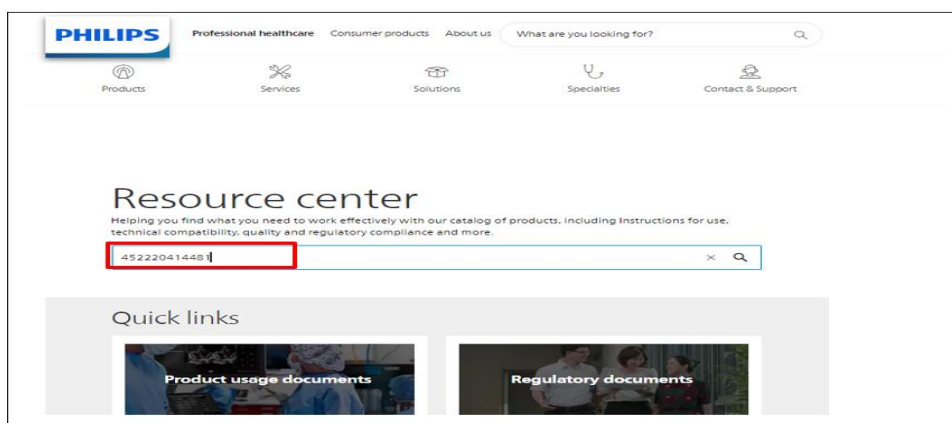 PHILIPS
Professional healthcare Consumer products About us What are you looking for?
Products Services Solutions Specialties Contact & Support
Resource center
Helping you find what you need to work effectively with our catalog of products, including Instructions for use,
technical compatibility, quality and regulatory compliance and more.
452220414481
Quick links
Product usage documents Regulatory documents